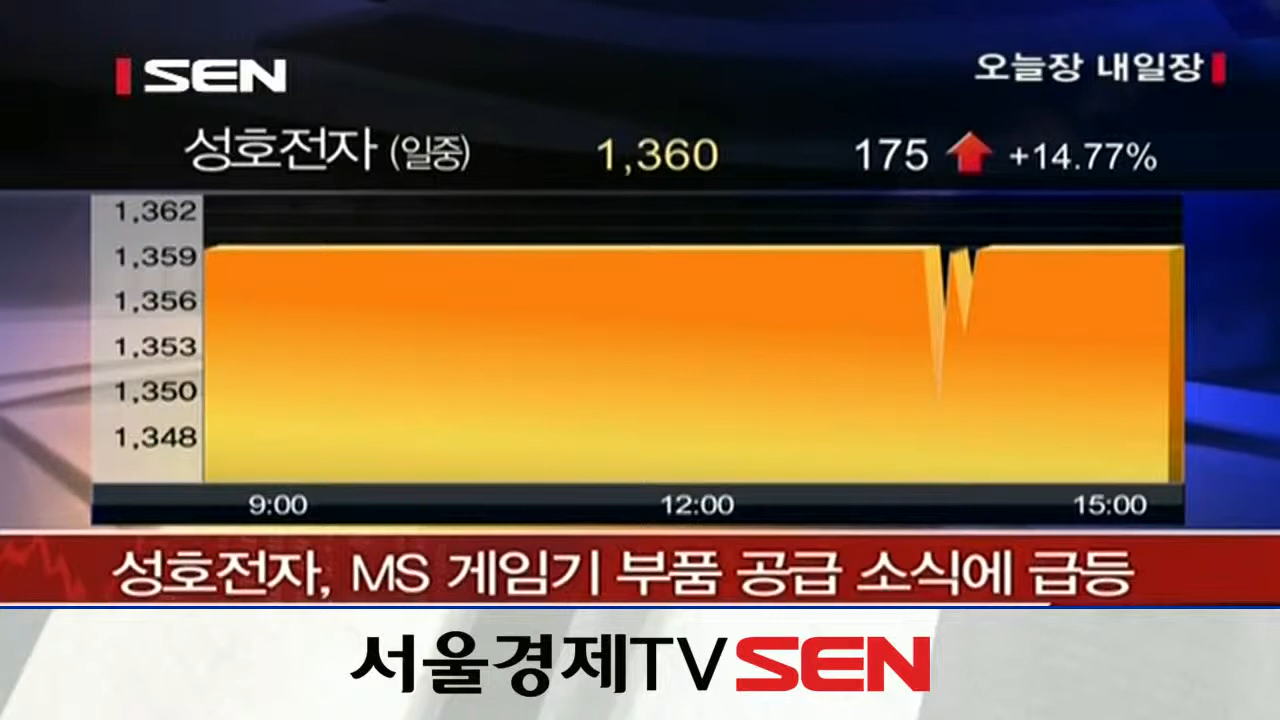 SEN
오늘장 내일장
성호전자 (일중) 1,360 175 +14.77%
1,362
1,359
1,356
1,353
1,350
1,348
9:00 12:00 15:00
성호전자, MS 게임기 부품 공급 소식에 급등
서울경제TV SEN